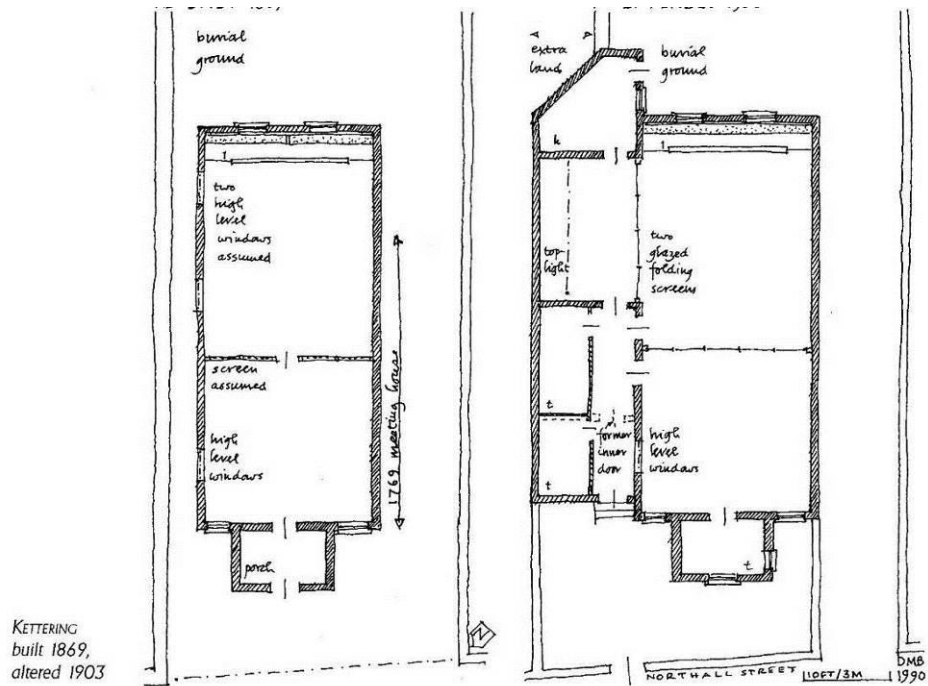 burial
ground
1
two
high
level
windows
assumed
screen
assumed
high
level
windows
porch
1769 meeting house
extra
land
burial
ground
k
1
top
light
two
glazed
folding
screens
t
former
inner
door
high
level
windows
t
t
N
NORTHALL STREET
10FT/3M
DMB
1990
KETTERING
built 1869,
altered 1903